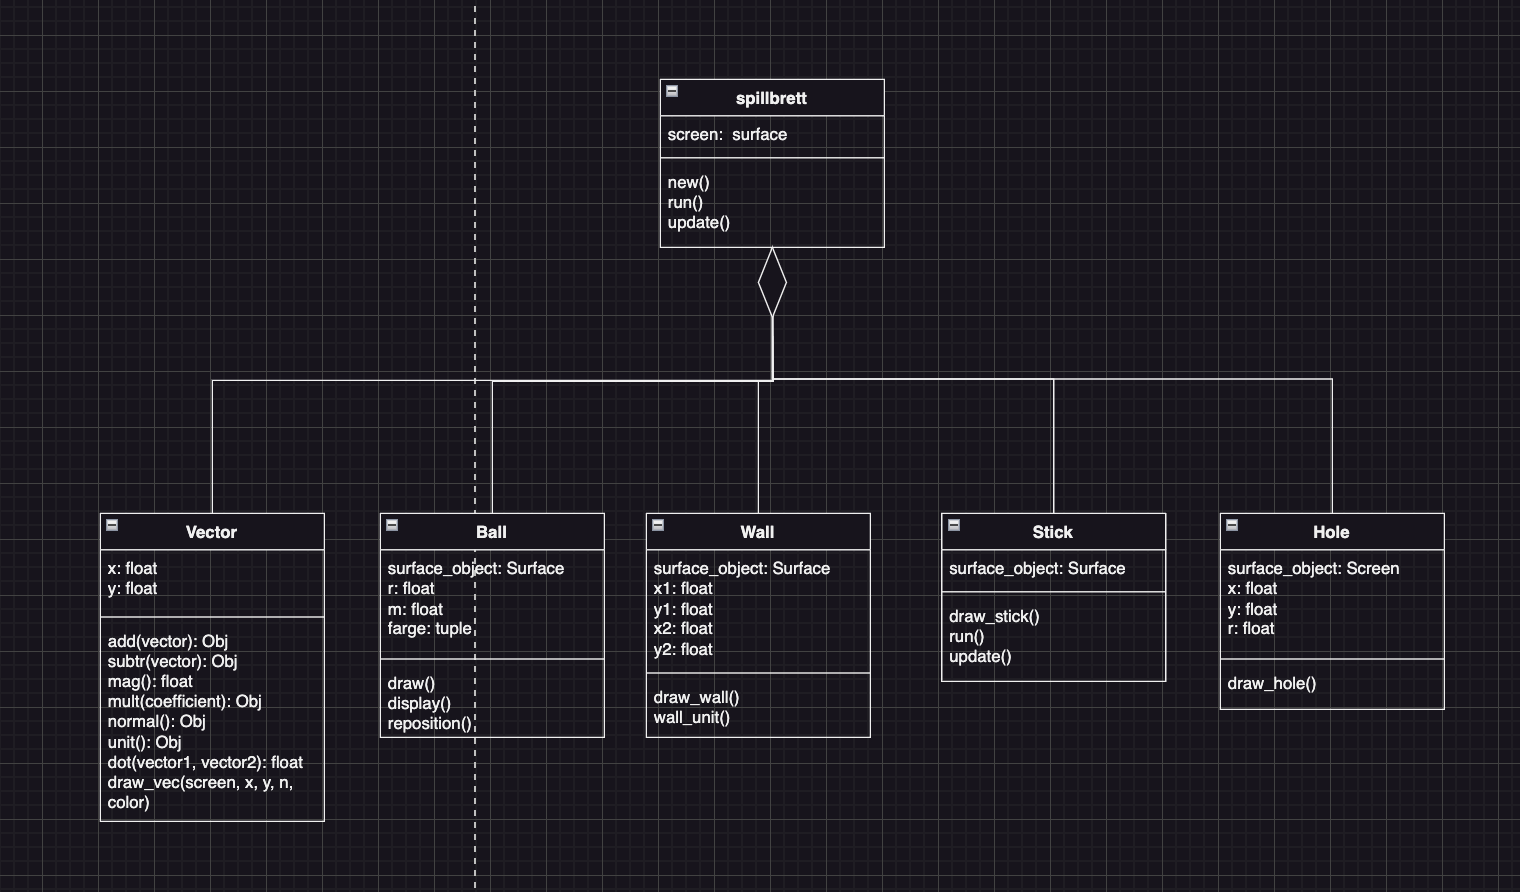 spillbrett
screen:  surface
new()
run()
update()
Vector
x: float
y: float
add(vector): Obj
subtr(vector): Obj
mag(): float
mult(coefficient): Obj
normal(): Obj
unit(): Obj
dot(vector1, vector2): float
draw_vec(screen, x, y, n,
color)
Ball
surface_object: Surface
r: float
m: float
farge: tuple
draw()
display()
reposition()
Wall
surface_object: Surface
x1: float
y1: float
x2: float
y2: float
draw_wall()
wall_unit()
Stick
surface_object: Surface
draw_stick()
run()
update()
Hole
surface_object: Screen
x: float
y: float
r: float
draw_hole()